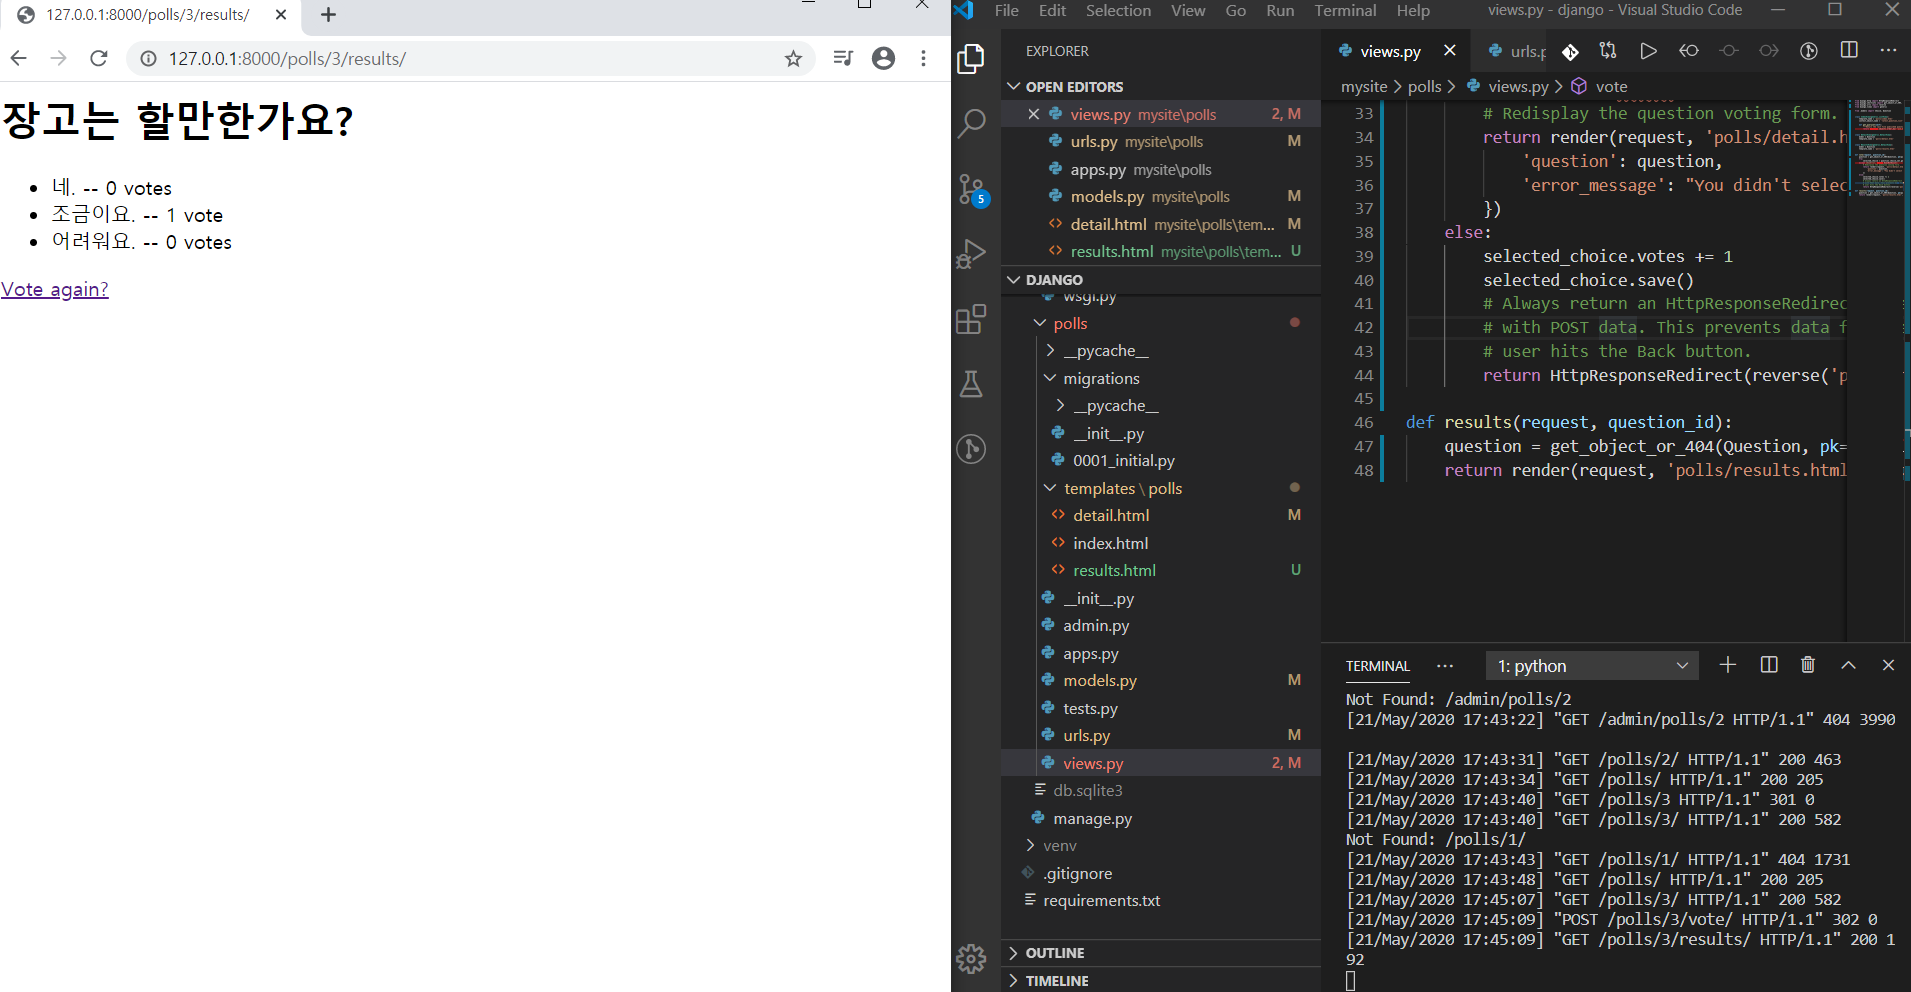 127.0.0.1:8000/polls/3/results/
127.0.0.1:8000/polls/3/results/
장고는 할만한가요?
네. -- 0 votes
조금이요. -- 1 vote
어려워요. -- 0 votes
Vote again?
File Edit Selection View Go Run Terminal Help views.py - django - Visual Studio Code
EXPLORER
OPEN EDITORS
views.py mysite\polls 2, M
urls.py mysite\polls M
apps.py mysite\polls
models.py mysite\polls M
detail.html mysite\polls\tem... M
results.html mysite\polls\tem... U
5
DJANGO
wsgi.py
polls
__pycache__
migrations
__pycache__
__init__.py
0001_initial.py
templates \ polls
detail.html M
index.html
results.html U
__init__.py
admin.py
apps.py
models.py M
tests.py
urls.py M
views.py 2, M
db.sqlite3
manage.py
venv
.gitignore
requirements.txt
OUTLINE
TIMELINE
views.py urls.p
mysite > polls > views.py > vote
33 # Redisplay the question voting form.
34 return render(request, 'polls/detail.h
35 'question': question,
36 'error_message': "You didn't selec
37 })
38 else:
39 selected_choice.votes += 1
40 selected_choice.save()
41 # Always return an HttpResponseRedirec
42 # with POST data. This prevents data f
43 # user hits the Back button.
44 return HttpResponseRedirect(reverse('p
45
46 def results(request, question_id):
47 question = get_object_or_404(Question, pk=
48 return render(request, 'polls/results.html
TERMINAL ... 1: python
Not Found: /admin/polls/2
[21/May/2020 17:43:22] "GET /admin/polls/2 HTTP/1.1" 404 3990
[21/May/2020 17:43:31] "GET /polls/2/ HTTP/1.1" 200 463
[21/May/2020 17:43:34] "GET /polls/ HTTP/1.1" 200 205
[21/May/2020 17:43:40] "GET /polls/3 HTTP/1.1" 301 0
[21/May/2020 17:43:40] "GET /polls/3/ HTTP/1.1" 200 582
Not Found: /polls/1/
[21/May/2020 17:43:43] "GET /polls/1/ HTTP/1.1" 404 1731
[21/May/2020 17:43:48] "GET /polls/ HTTP/1.1" 200 205
[21/May/2020 17:45:07] "GET /polls/3/ HTTP/1.1" 200 582
[21/May/2020 17:45:09] "POST /polls/3/vote/ HTTP/1.1" 302 0
[21/May/2020 17:45:09] "GET /polls/3/results/ HTTP/1.1" 200 1
92